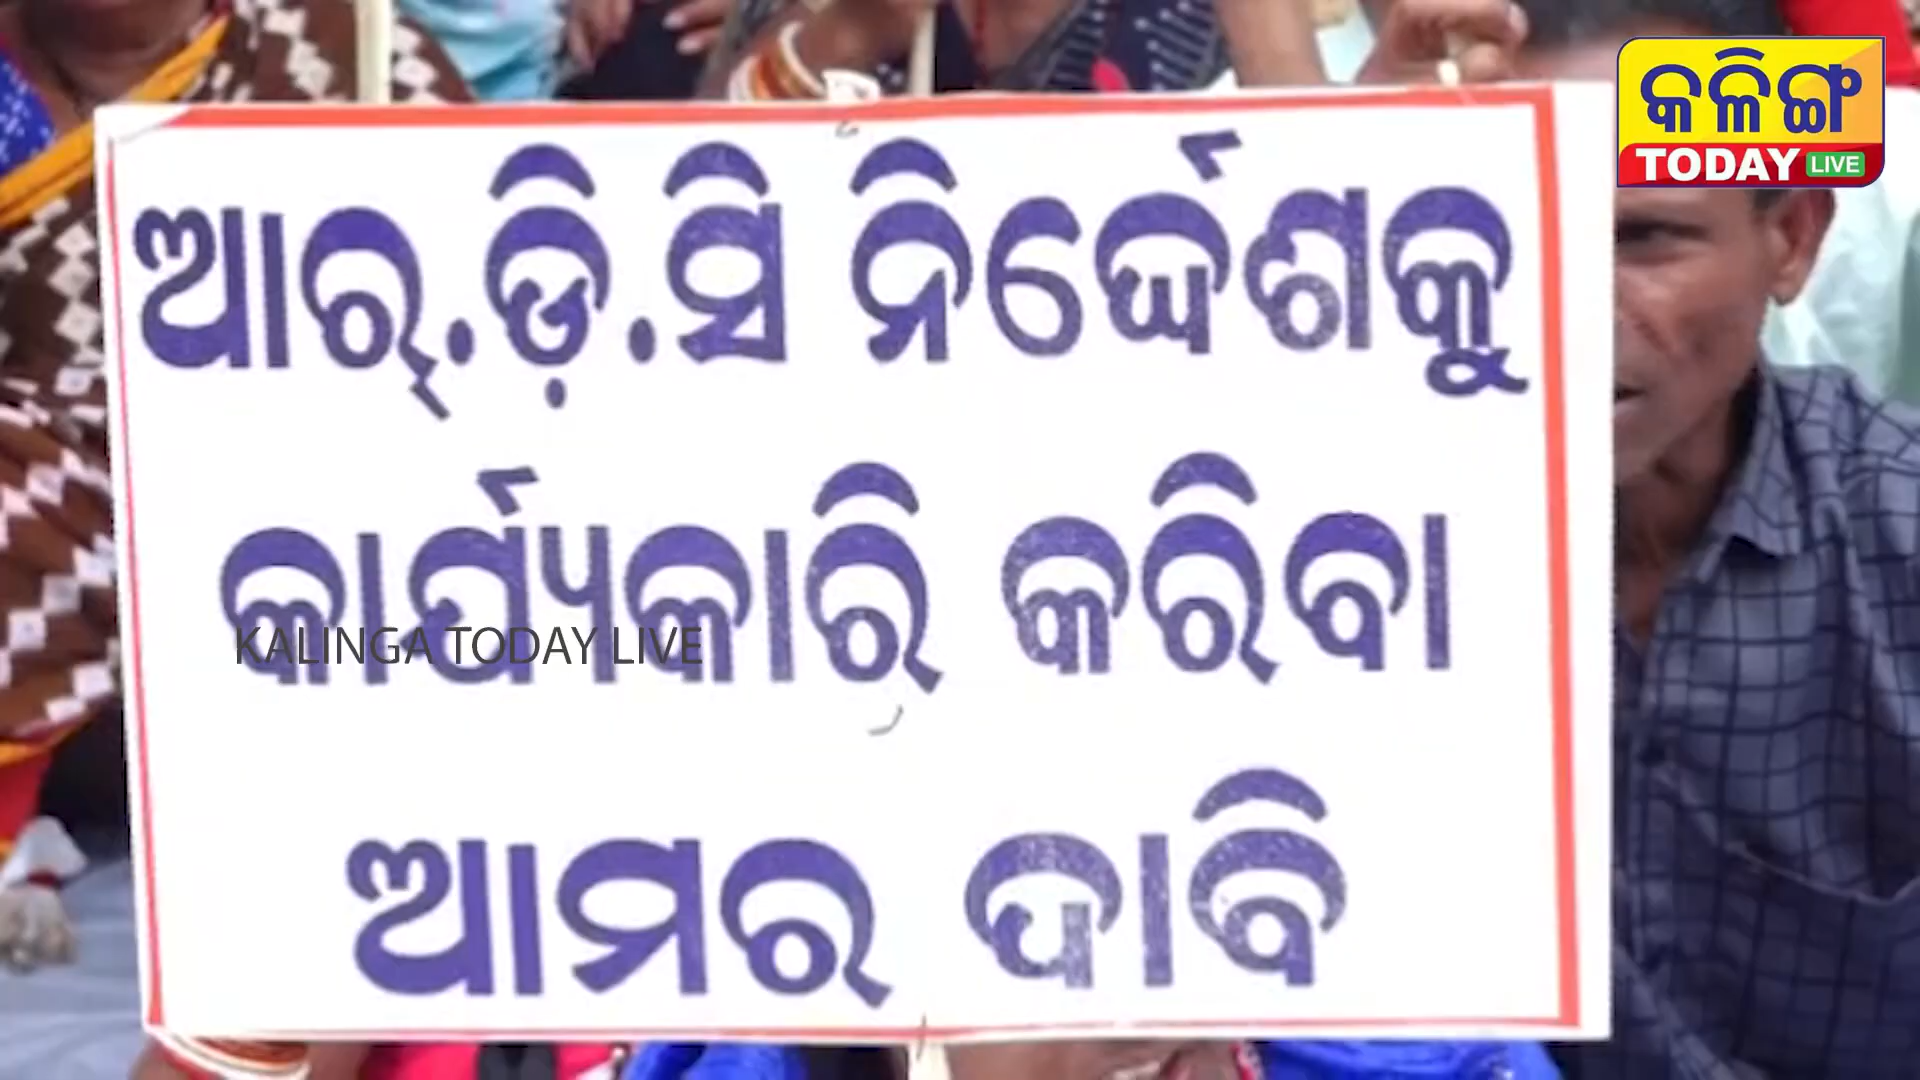 କଳିଙ୍ଗ
TODAY LIVE
ଆର୍.ଡ଼ି.ସି ନିର୍ଦ୍ଦେଶକୁ
କାର୍ଯ୍ୟକାରି କରିବା
KALINGA TODAY LIVE
ଆମର ଦାବି